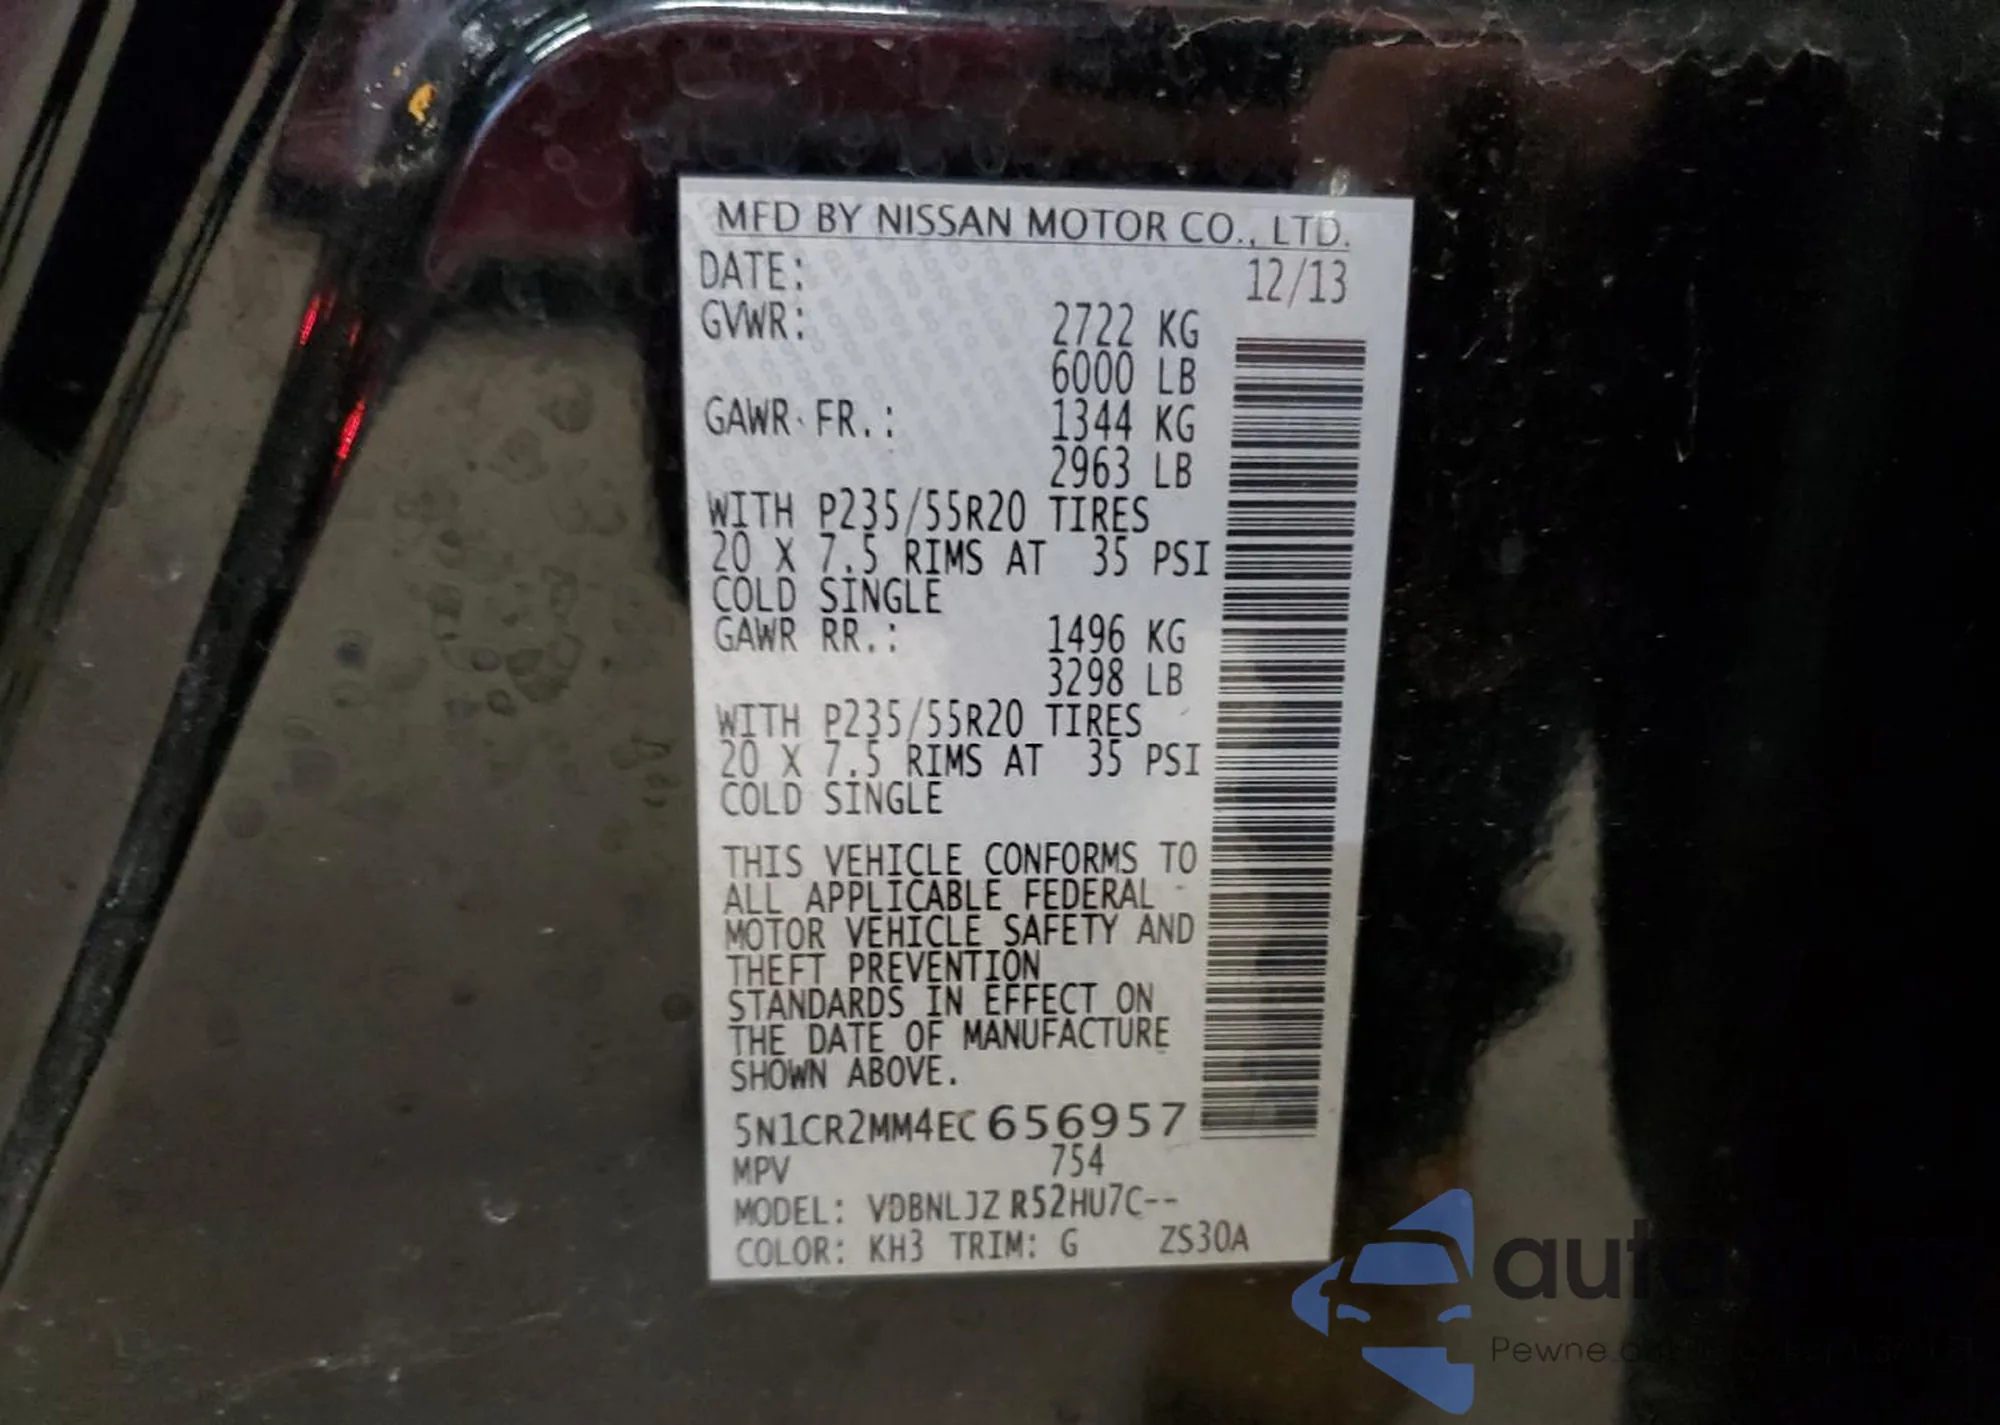 MFD BY NISSAN MOTOR CO., LTD.
DATE: 12/13
GVWR: 2722 KG
6000 LB
GAWR FR.: 1344 KG
2963 LB
WITH P235/55R20 TIRES
20 X 7.5 RIMS AT 35 PSI
COLD SINGLE
GAWR RR.: 1496 KG
3298 LB
WITH P235/55R20 TIRES
20 X 7.5 RIMS AT 35 PSI
COLD SINGLE
THIS VEHICLE CONFORMS TO
ALL APPLICABLE FEDERAL
MOTOR VEHICLE SAFETY AND
THEFT PREVENTION
STANDARDS IN EFFECT ON
THE DATE OF MANUFACTURE
SHOWN ABOVE.
5N1CR2MM4EC656957
MPV 754
MODEL: VDBNLJZ R52HU7C--
COLOR: KH3 TRIM: G ZS30A
Pewne